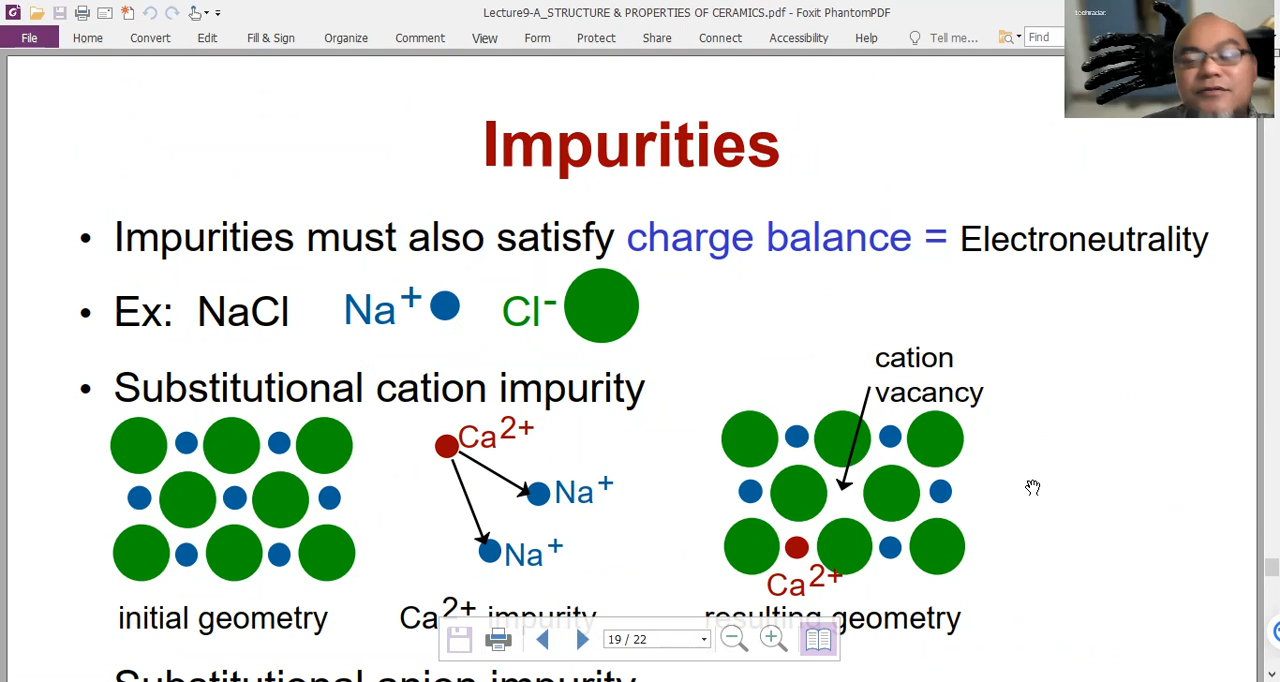 Lecture9-A_STRUCTURE & PROPERTIES OF CERAMICS.pdf - Foxit PhantomPDF
File Home Convert Edit Fill & Sign Organize Comment View Form Protect Share Connect Accessibility Help Tell me... Find
Impurities
• Impurities must also satisfy charge balance = Electroneutrality
• Ex: NaCl Na+ Cl-
• Substitutional cation impurity
cation
vacancy
Ca2+
Na+
Na+
Ca2+
initial geometry Ca2+ impurity resulting geometry
19 / 22
Substitutional anion impurity